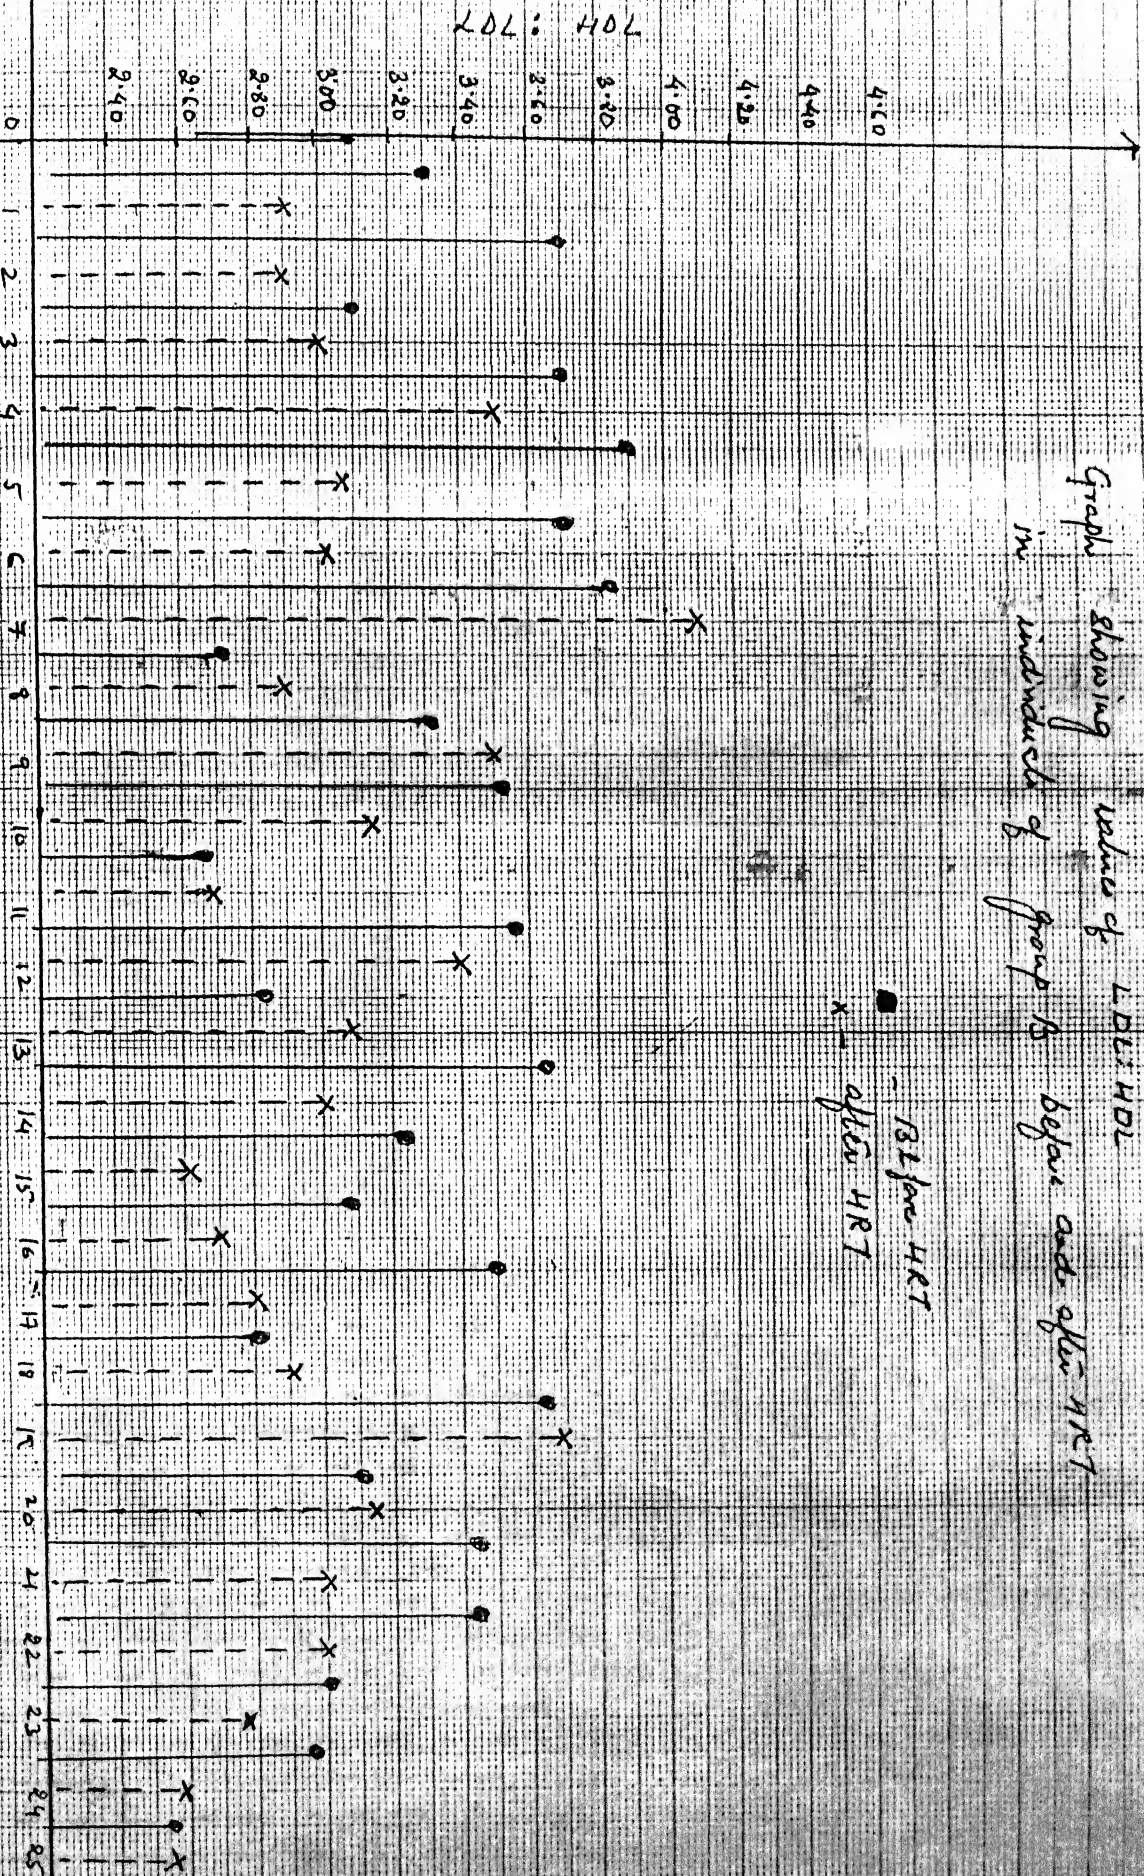 Graph showing values of LDL:HDL
in individuals of group B before and after HRT
- Before HRT
x - after HRT
LDL : HDL
4.60
4.40
4.20
4.00
3.80
3.60
3.40
3.20
3.00
2.80
2.60
2.40
0 1 2 3 4 5 6 7 8 9 10 11 12 13 14 15 16 17 18 19 20 21 22 23 24 25